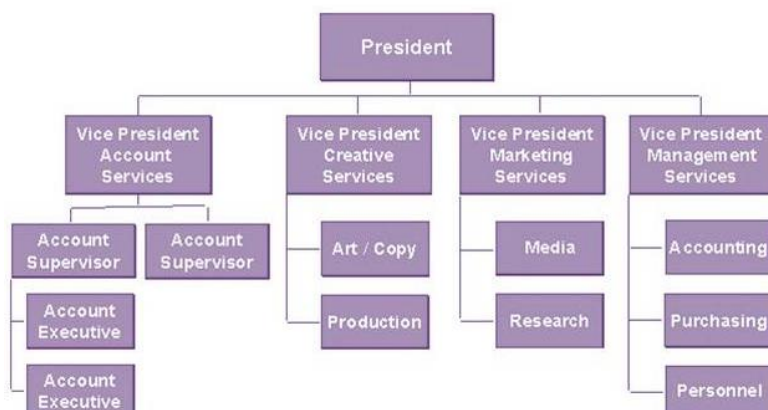 President
Vice President
Account
Services
Vice President
Creative
Services
Vice President
Marketing
Services
Vice President
Management
Services
Account
Supervisor
Account
Supervisor
Account
Executive
Account
Executive
Art / Copy
Production
Media
Research
Accounting
Purchasing
Personnel